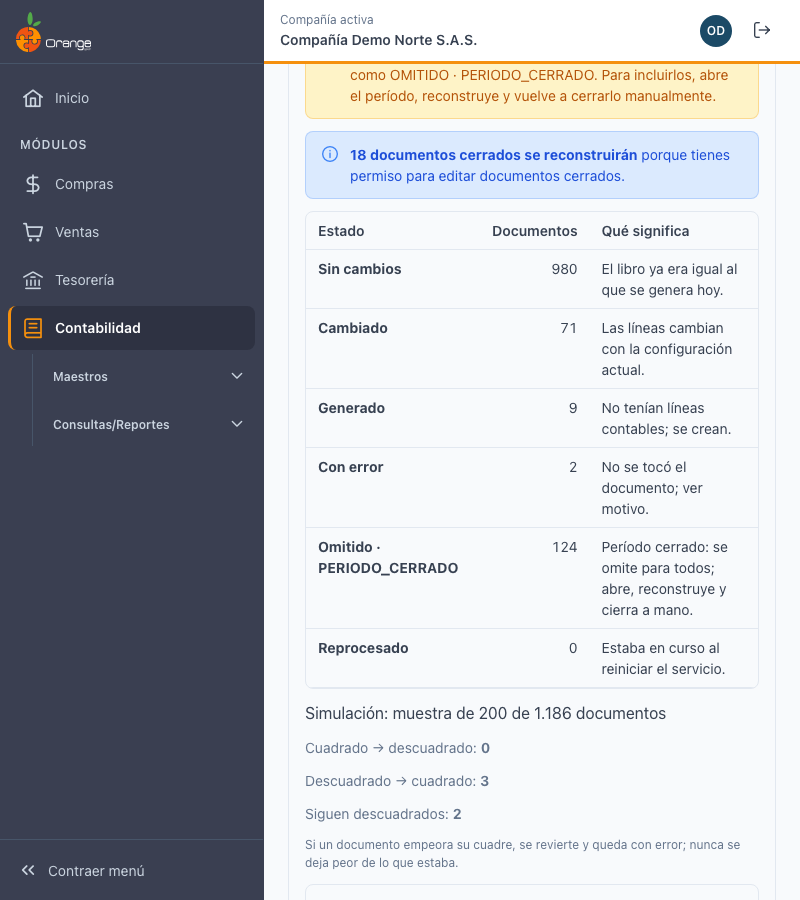 Orange
Compañía activa
Compañía Demo Norte S.A.S.
OD
Inicio
MÓDULOS
Compras
Ventas
Tesorería
Contabilidad
Maestros
Consultas/Reportes
Contraer menú
como OMITIDO · PERIODO_CERRADO. Para incluirlos, abre
el período, reconstruye y vuelve a cerrarlo manualmente.
18 documentos cerrados se reconstruirán porque tienes
permiso para editar documentos cerrados.
Estado Documentos Qué significa
Sin cambios 980 El libro ya era igual al
que se genera hoy.
Cambiado 71 Las líneas cambian
con la configuración
actual.
Generado 9 No tenían líneas
contables; se crean.
Con error 2 No se tocó el
documento; ver
motivo.
Omitido · 124 Período cerrado: se
PERIODO_CERRADO omite para todos;
abre, reconstruye y
cierra a mano.
Reprocesado 0 Estaba en curso al
reiniciar el servicio.
Simulación: muestra de 200 de 1.186 documentos
Cuadrado → descuadrado: 0
Descuadrado → cuadrado: 3
Siguen descuadrados: 2
Si un documento empeora su cuadre, se revierte y queda con error; nunca se
deja peor de lo que estaba.